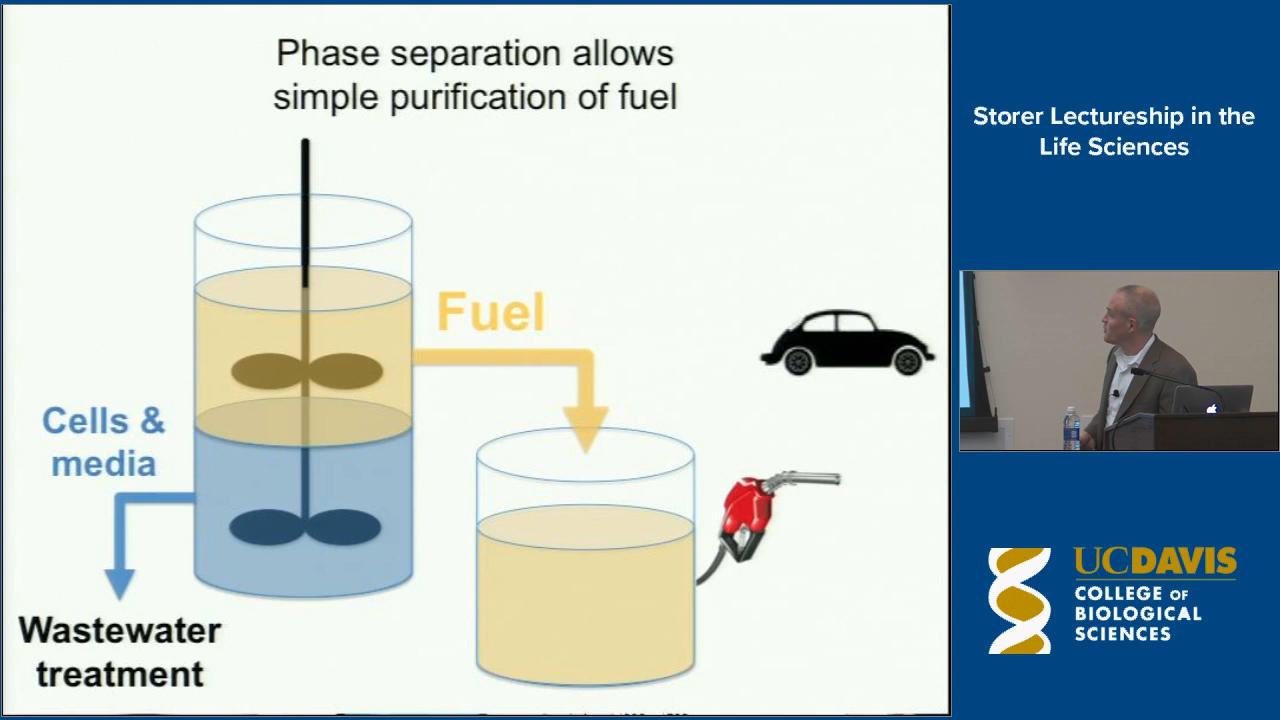 Phase separation allows
simple purification of fuel
Fuel
Cells &
media
Wastewater
treatment
Storer Lectureship in the
Life Sciences
UCDAVIS
COLLEGE OF
BIOLOGICAL
SCIENCES